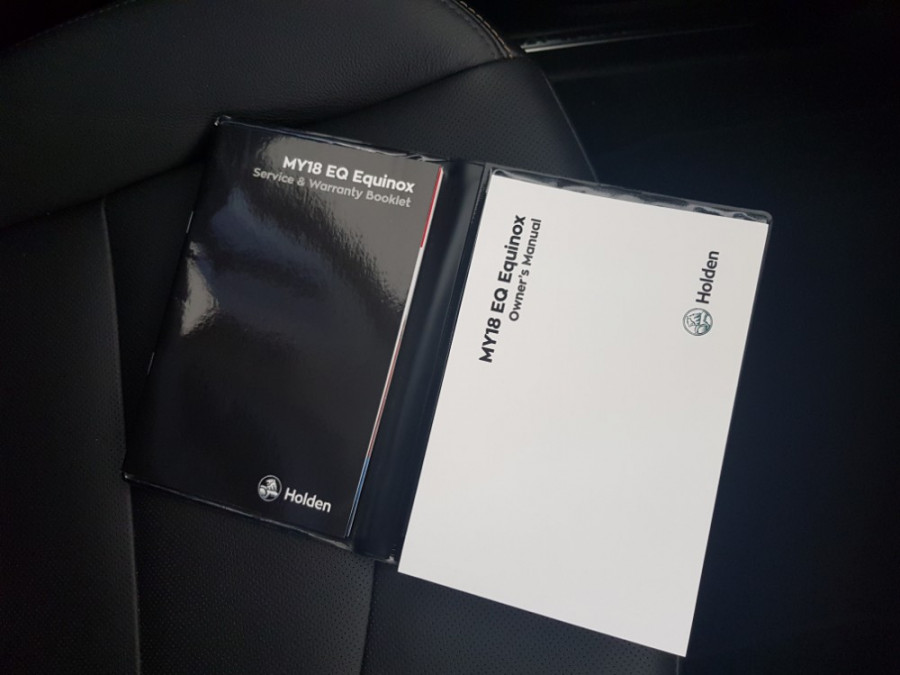 MY18 EQ Equinox
Service & Warranty Booklet
Holden
MY18 EQ Equinox
Owner's Manual
Holden